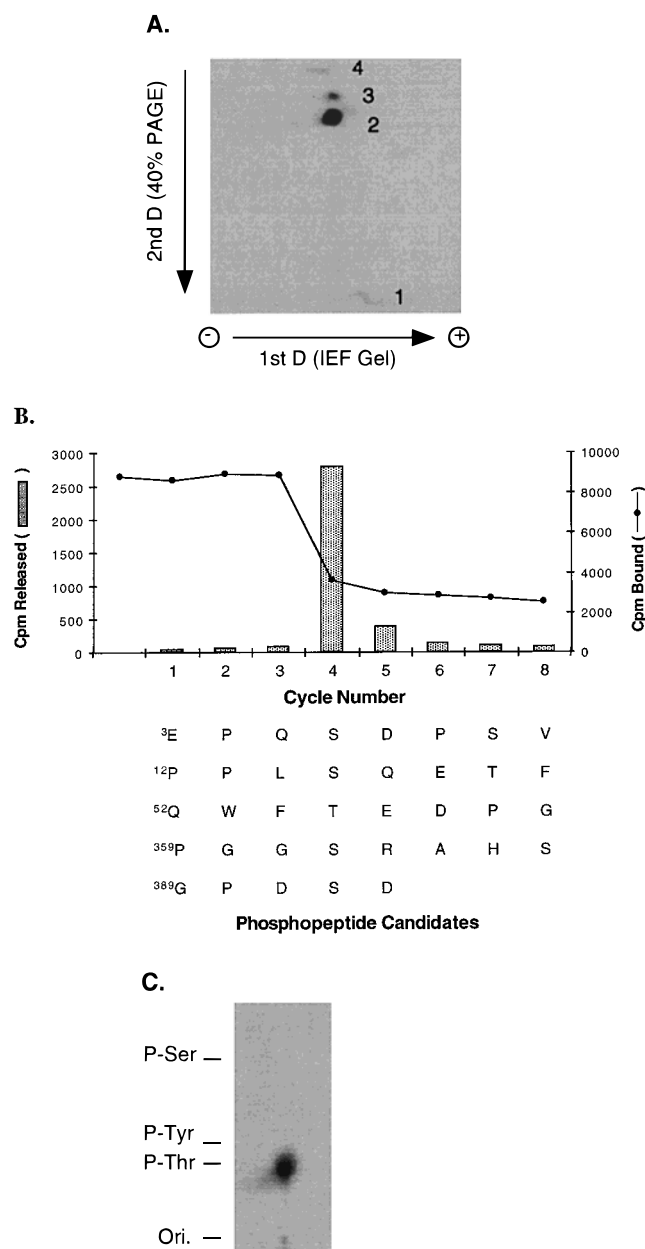 A.
4
3
2
1
2nd D (40% PAGE)
- +
1st D (IEF Gel)
B.
3000
2500
2000
1500
1000
500
0
Cpm Released ( )
10000
8000
6000
4000
2000
0
Cpm Bound ( )
1 2 3 4 5 6 7 8
Cycle Number
³E P Q S D P S V
¹²P P L S Q E T F
⁵²Q W F T E D P G
³⁵⁹P G G S R A H S
³⁸⁹G P D S D
Phosphopeptide Candidates
C.
P-Ser
P-Tyr
P-Thr
Ori.